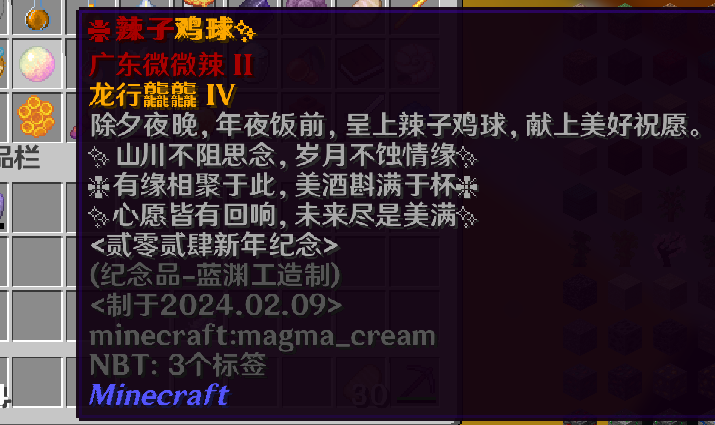 辣子鸡球
广东微微辣 II
龙行龘龘 IV
除夕夜晚, 年夜饭前, 呈上辣子鸡球, 献上美好祝愿。
山川不阻思念, 岁月不蚀情缘
有缘相聚于此, 美酒斟满于杯
心愿皆有回响, 未来尽是美满
<贰零贰肆新年纪念>
(纪念品-蓝渊工造制)
<制于2024.02.09>
minecraft:magma_cream
NBT: 3个标签
Minecraft
品栏
30